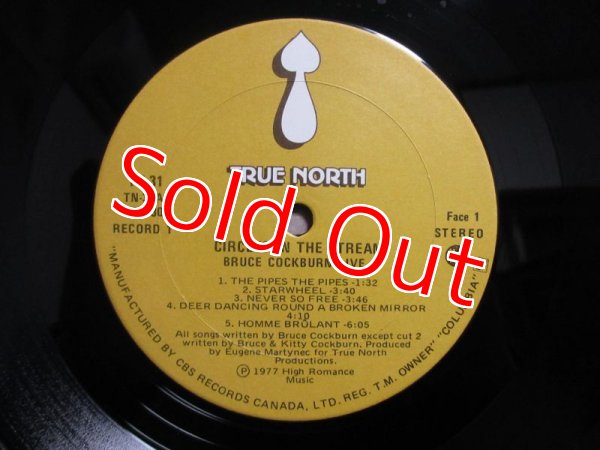 TRUE NORTH
Sold Out
RECORD 1
Face 1
STEREO
THE
BRUCE COCKBURN
1. THE PIPES THE PIPES -1:32
2. STARWHEEL -3:40
3. NEVER SO FREE -3:46
4. DEER DANCING ROUND A BROKEN MIRROR
4:10
5. HOMME BRÛLANT -6:05
All songs written by Bruce Cockburn except cut 2
written by Bruce & Kitty Cockburn, Produced
by Eugene Martynec for True North
Productions.
Ⓟ 1977 High Romance
Music
"MANUFACTURED BY CBS RECORDS CANADA, LTD. REG. T.M. OWNER" "COLUMBIA"